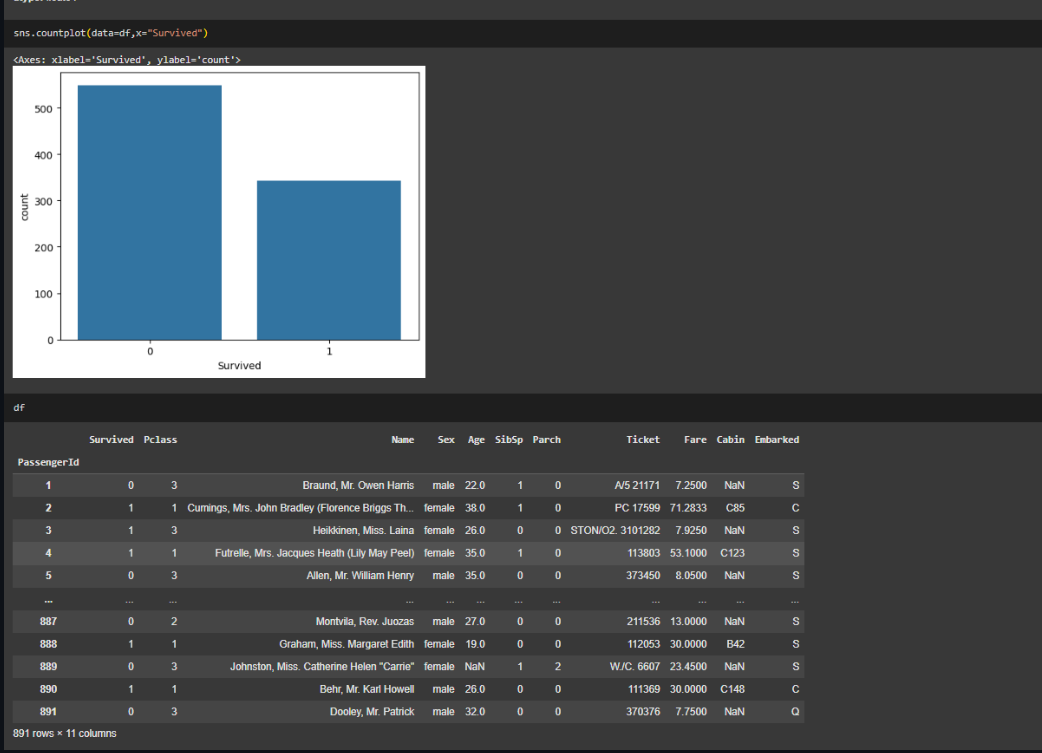 sns.countplot(data=df,x="Survived")
<Axes: xlabel='Survived', ylabel='count'>
500
400
300
200
100
0
count
0 1
Survived
df
Survived Pclass Name Sex Age SibSp Parch Ticket Fare Cabin Embarked
PassengerId
1 0 3 Braund, Mr. Owen Harris male 22.0 1 0 A/5 21171 7.2500 NaN S
2 1 1 Cumings, Mrs. John Bradley (Florence Briggs Th... female 38.0 1 0 PC 17599 71.2833 C85 C
3 1 3 Heikkinen, Miss. Laina female 26.0 0 0 STON/O2. 3101282 7.9250 NaN S
4 1 1 Futrelle, Mrs. Jacques Heath (Lily May Peel) female 35.0 1 0 113803 53.1000 C123 S
5 0 3 Allen, Mr. William Henry male 35.0 0 0 373450 8.0500 NaN S
... ... ... ... ... ... ... ... ... ... ... ...
887 0 2 Montvila, Rev. Juozas male 27.0 0 0 211536 13.0000 NaN S
888 1 1 Graham, Miss. Margaret Edith female 19.0 0 0 112053 30.0000 B42 S
889 0 3 Johnston, Miss. Catherine Helen "Carrie" female NaN 1 2 W./C. 6607 23.4500 NaN S
890 1 1 Behr, Mr. Karl Howell male 26.0 0 0 111369 30.0000 C148 C
891 0 3 Dooley, Mr. Patrick male 32.0 0 0 370376 7.7500 NaN Q
891 rows × 11 columns